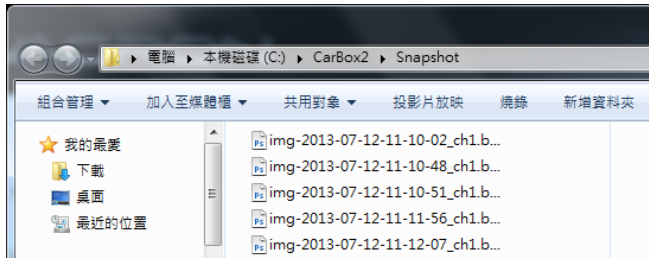 電腦 ▸ 本機磁碟 (C:) ▸ CarBox2 ▸ Snapshot
組合管理 ▼ 加入至媒體櫃 ▼ 共用對象 ▼ 投影片放映 燒錄 新增資料夾
我的最愛
下載
桌面
最近的位置
img-2013-07-12-11-10-02_ch1.b...
img-2013-07-12-11-10-48_ch1.b...
img-2013-07-12-11-10-51_ch1.b...
img-2013-07-12-11-11-56_ch1.b...
img-2013-07-12-11-12-07_ch1.b...